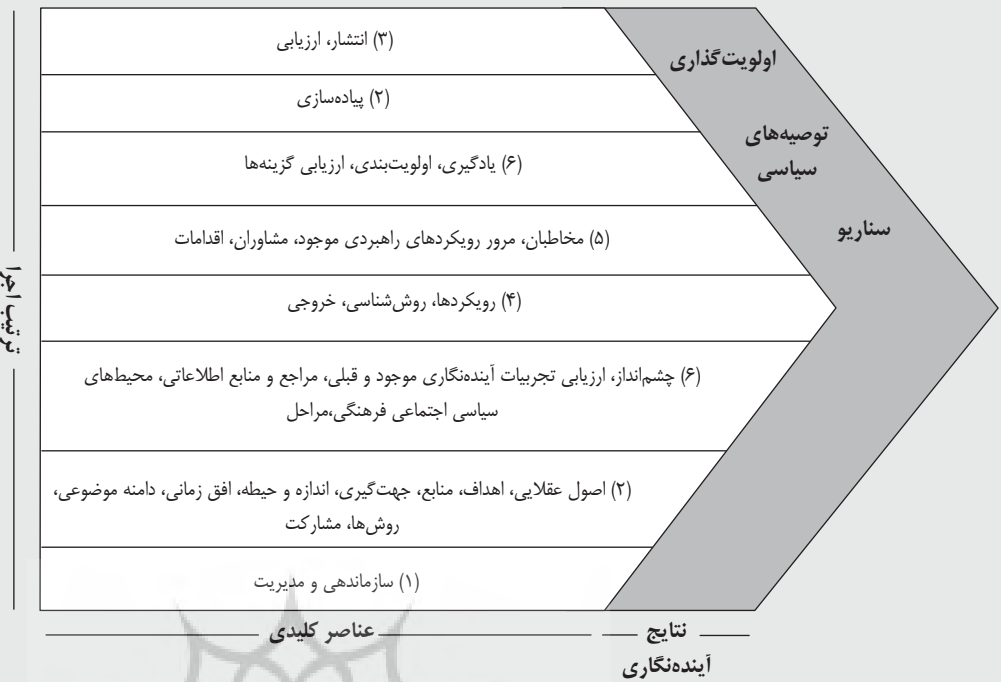 (۳) انتشار، ارزیابی
(۲) پیاده‌سازی
(۶) یادگیری، اولویت‌بندی، ارزیابی گزینه‌ها
(۵) مخاطبان، مرور رویکردهای راهبردی موجود، مشاوران، اقدامات
(۴) رویکردها، روش‌شناسی، خروجی
(۶) چشم‌انداز، ارزیابی تجربیات آینده‌نگاری موجود و قبلی، مراجع و منابع اطلاعاتی، محیط‌های
سیاسی اجتماعی فرهنگی،مراحل
(۲) اصول عقلایی، اهداف، منابع، جهت‌گیری، اندازه و حیطه، افق زمانی، دامنه موضوعی،
روش‌ها، مشارکت
(۱) سازماندهی و مدیریت
اولویت‌گذاری
توصیه‌های
سیاسی
سناریو
ترتیب اجرا
عناصر کلیدی
نتایج
آینده‌نگاری